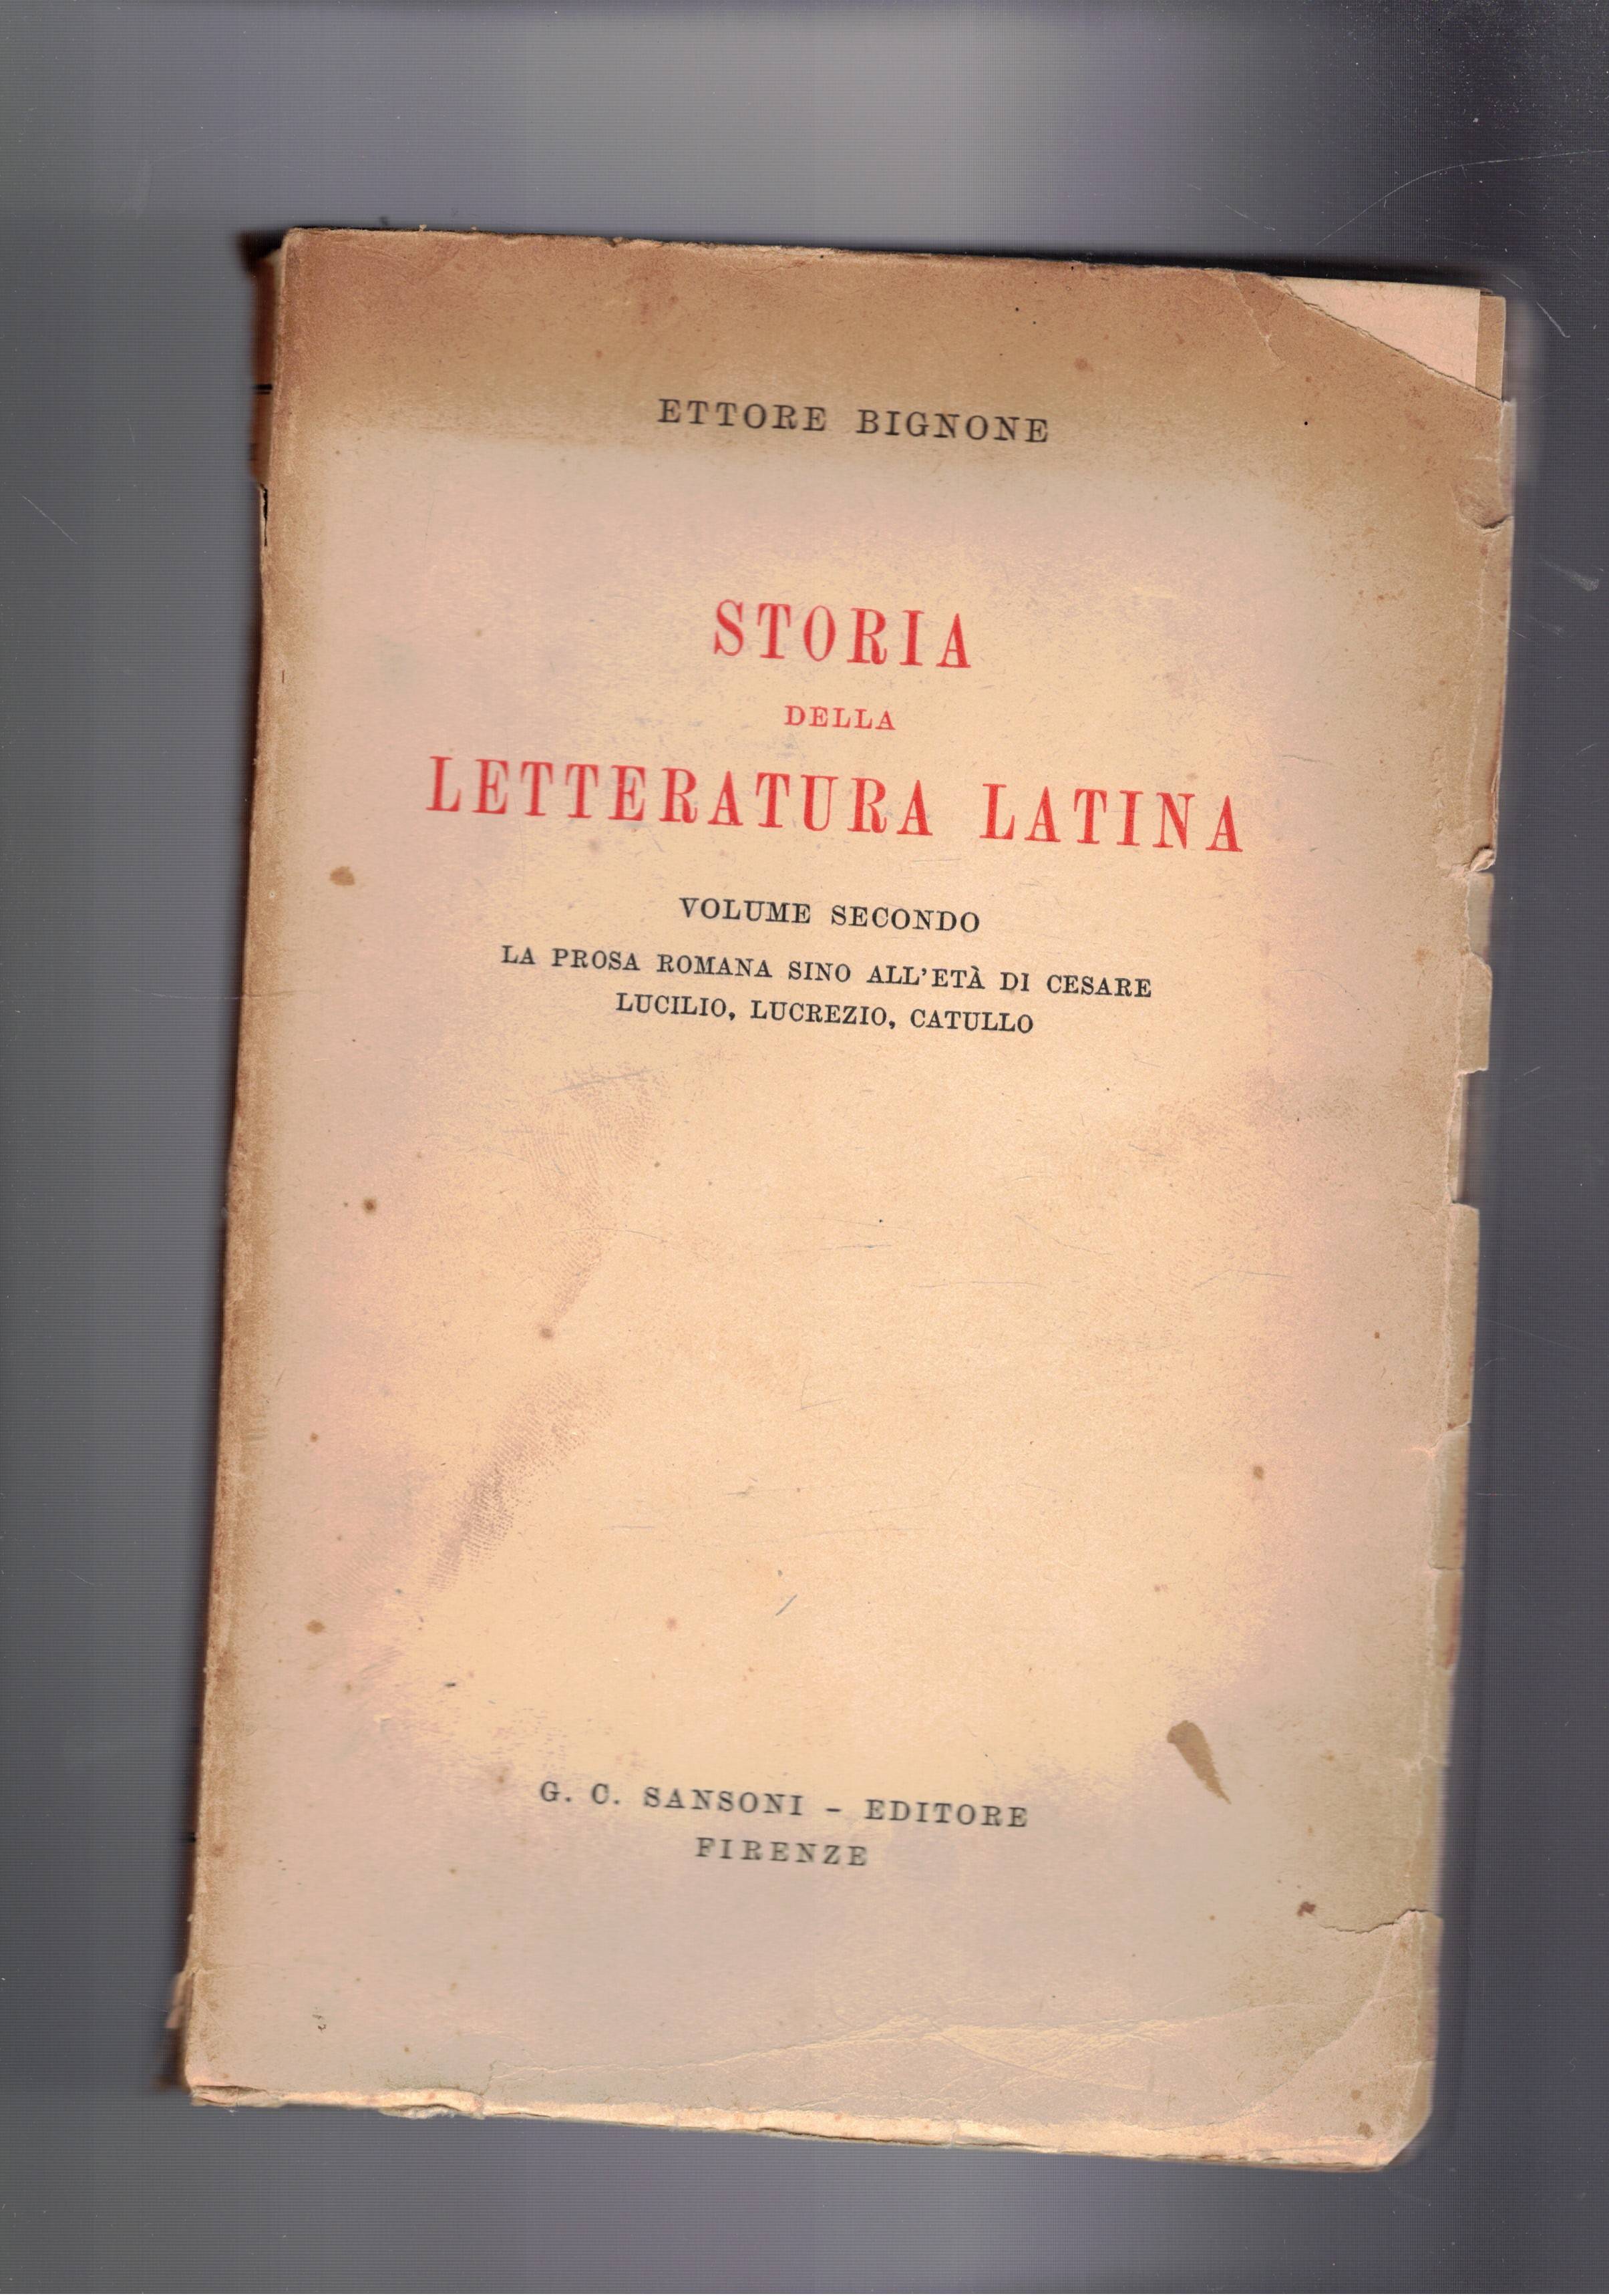 ETTORE BIGNONE
STORIA
DELLA
LETTERATURA LATINA
VOLUME SECONDO
LA PROSA ROMANA SINO ALL'ETÀ DI CESARE
LUCILIO, LUCREZIO, CATULLO
G. C. SANSONI - EDITORE
FIRENZE